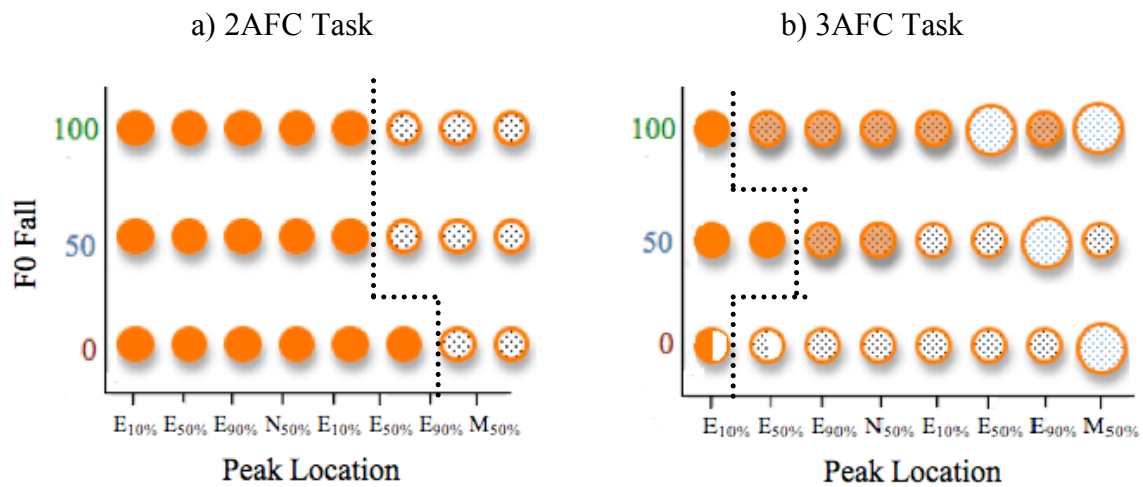 a) 2AFC Task
100
50
0
F0 Fall
E10% E50% E90% N50% E10% E50% E90% M50%
Peak Location
b) 3AFC Task
100
50
0
E10% E50% E90% N50% E10% E50% E90% M50%
Peak Location